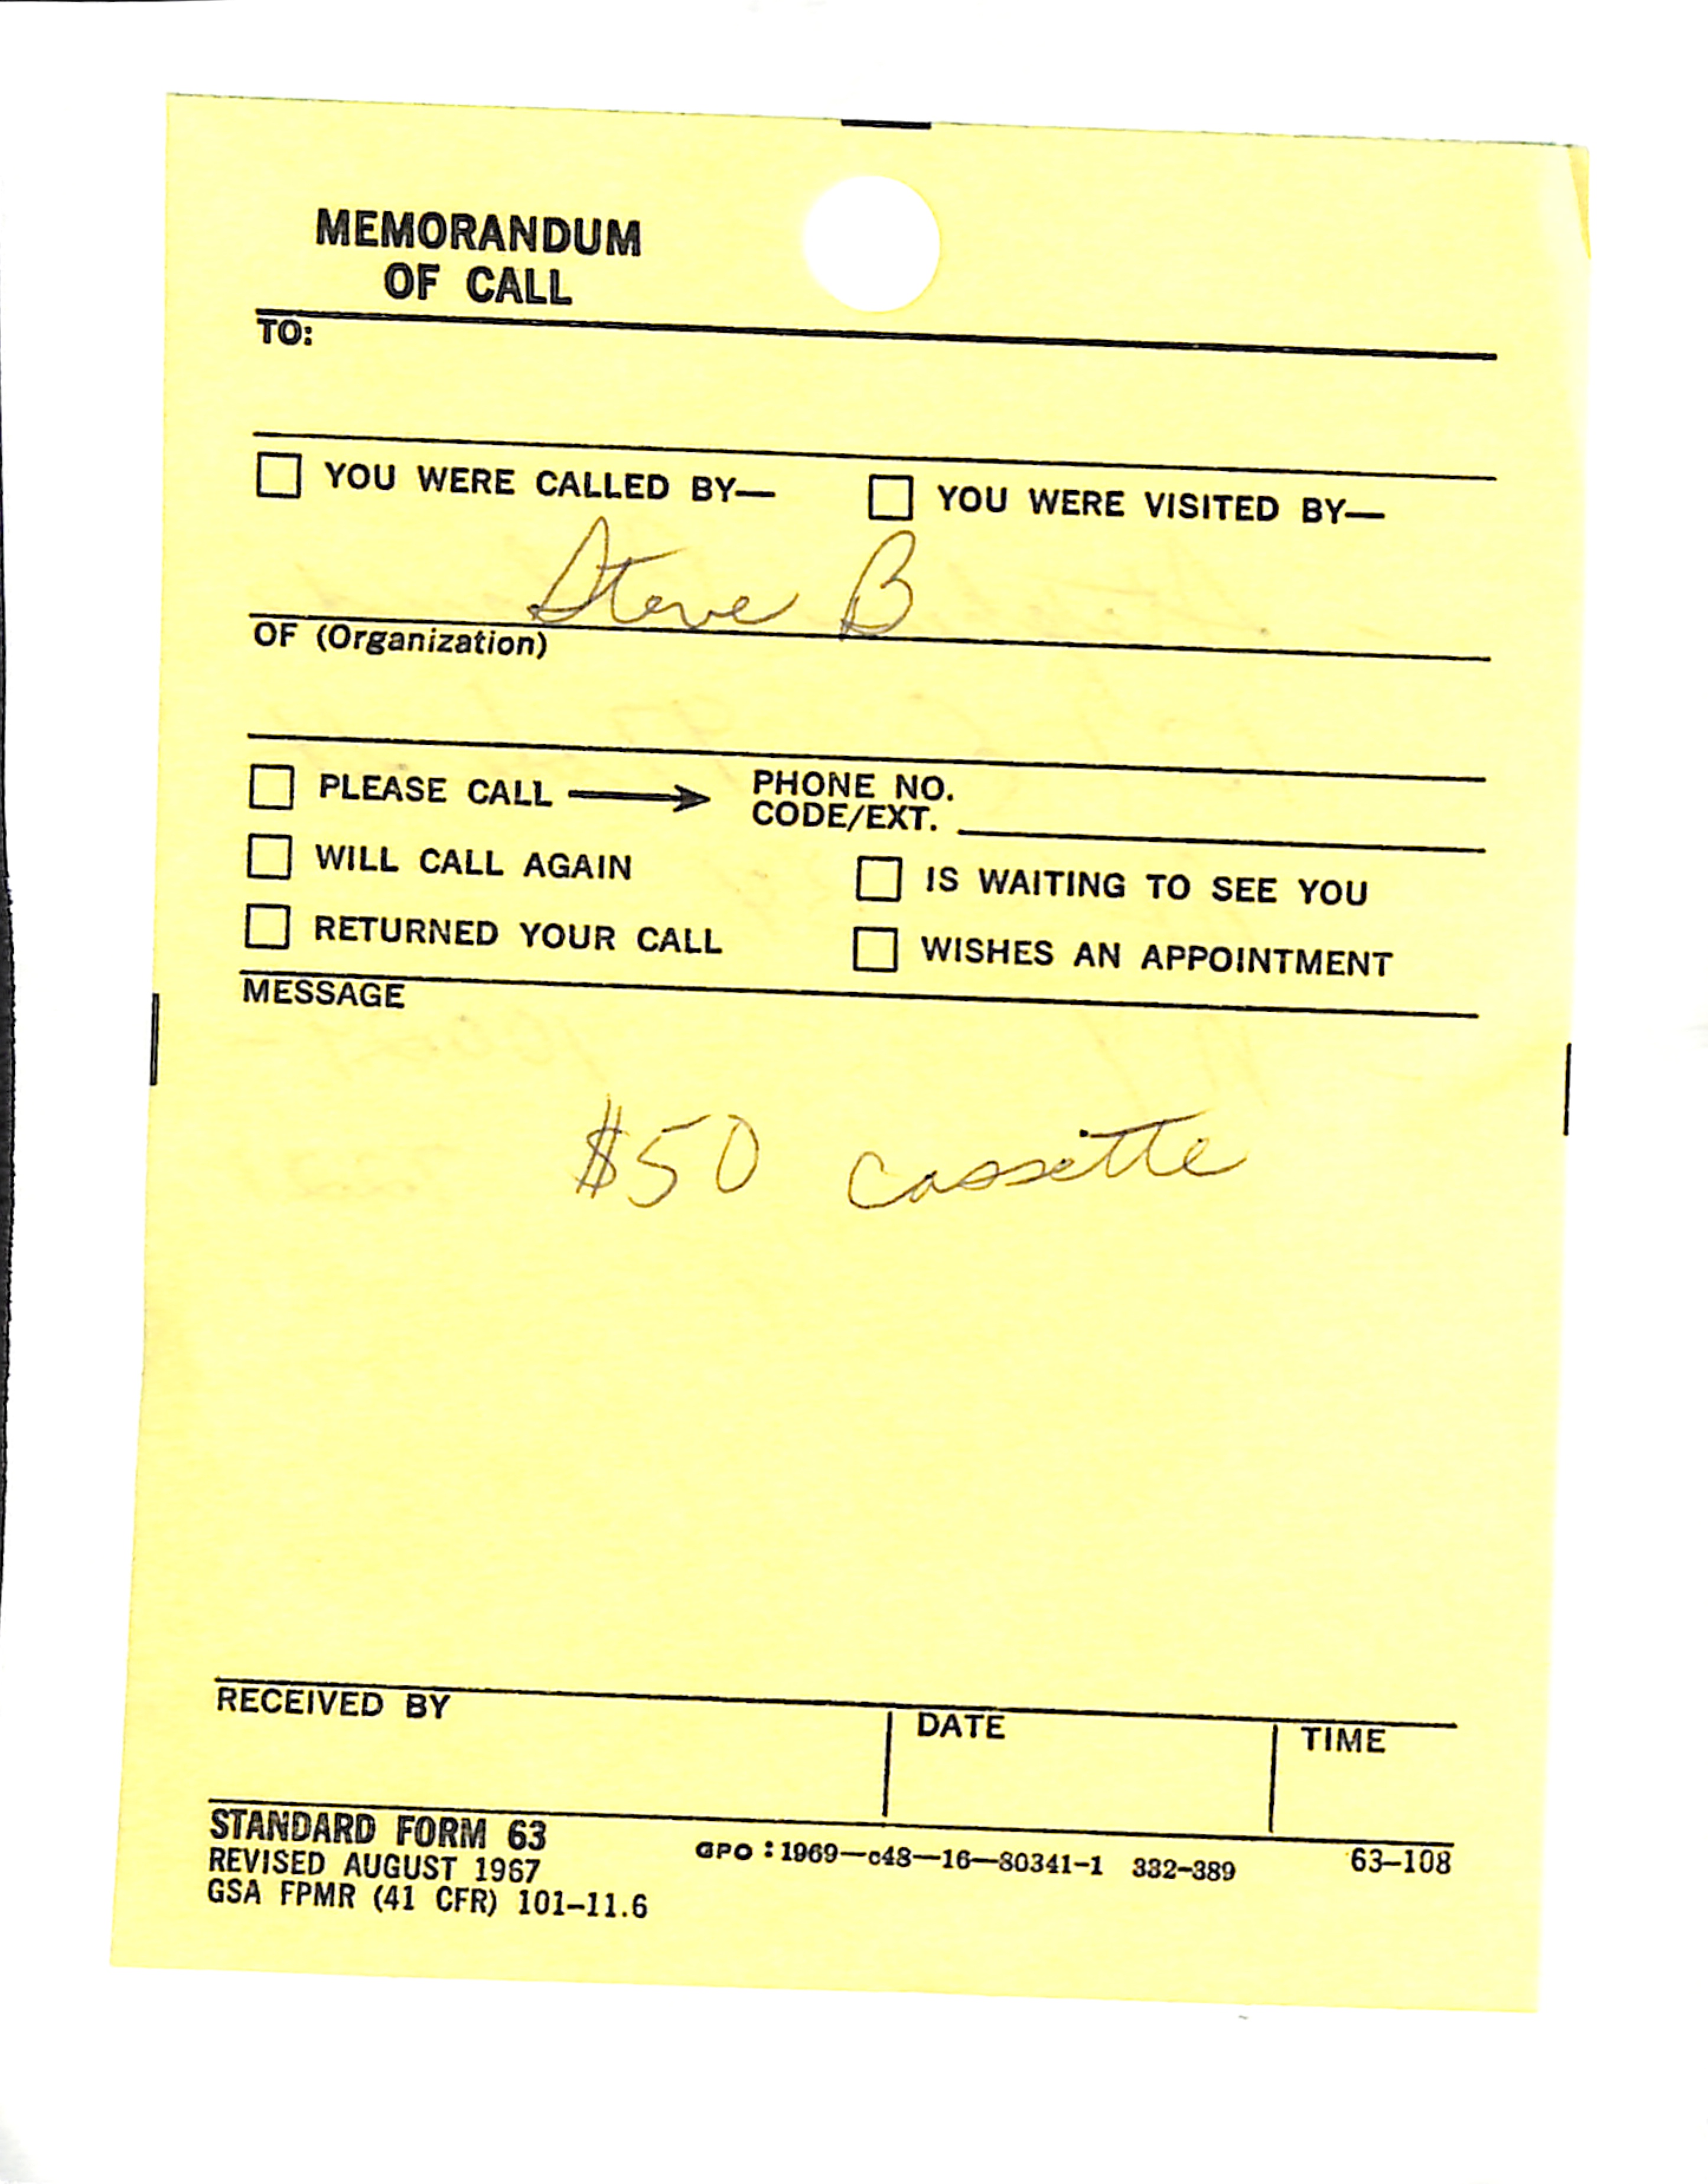 MEMORANDUM
OF CALL
TO:
YOU WERE CALLED BY— YOU WERE VISITED BY—
Steve B
OF (Organization)
PLEASE CALL → PHONE NO.
CODE/EXT.
WILL CALL AGAIN IS WAITING TO SEE YOU
RETURNED YOUR CALL WISHES AN APPOINTMENT
MESSAGE
$50 cassette
RECEIVED BY DATE TIME
STANDARD FORM 63
REVISED AUGUST 1967
GSA FPMR (41 CFR) 101–11.6
GPO : 1969—c48—16—80341-1 332-389 63–108